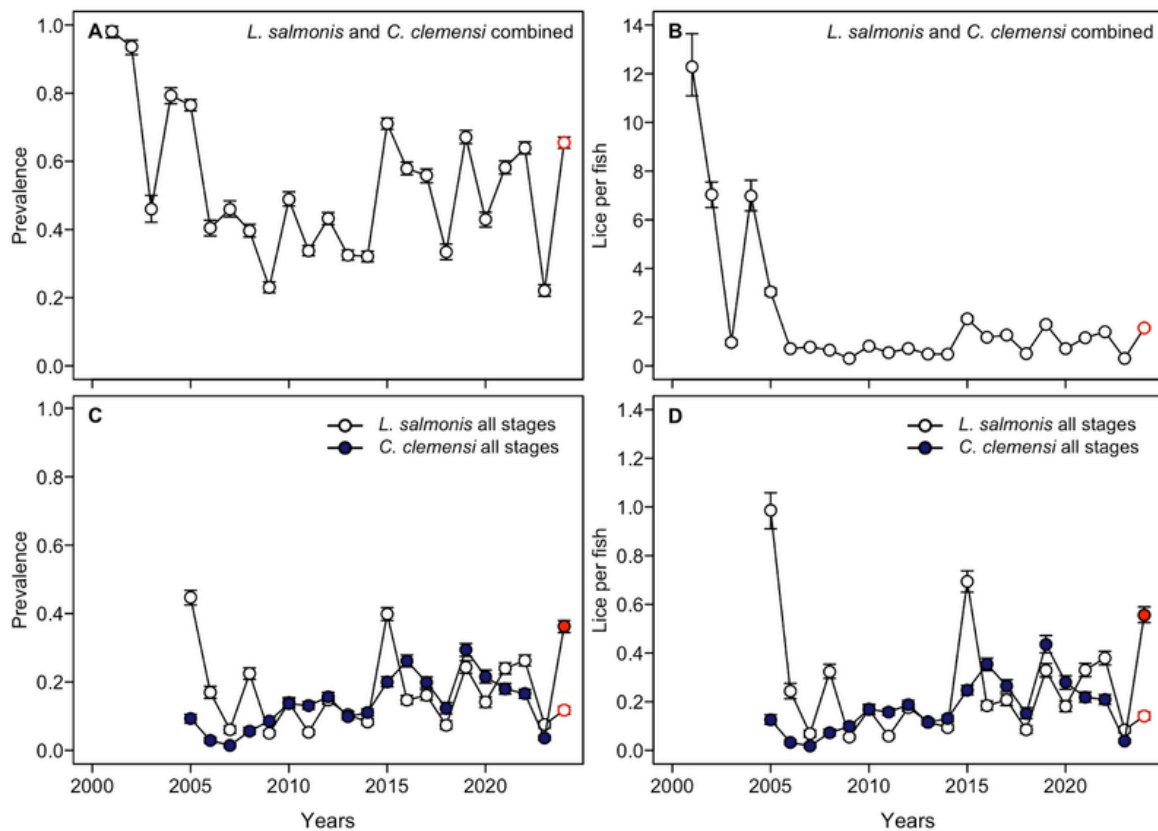 A
L. salmonis and C. clemensi combined
Prevalence
1.0
0.8
0.6
0.4
0.2
0.0
B
L. salmonis and C. clemensi combined
Lice per fish
14
12
10
8
6
4
2
0
C
L. salmonis all stages
C. clemensi all stages
Prevalence
1.0
0.8
0.6
0.4
0.2
0.0
2000 2005 2010 2015 2020
Years
D
L. salmonis all stages
C. clemensi all stages
Lice per fish
1.4
1.2
1.0
0.8
0.6
0.4
0.2
0.0
2000 2005 2010 2015 2020
Years